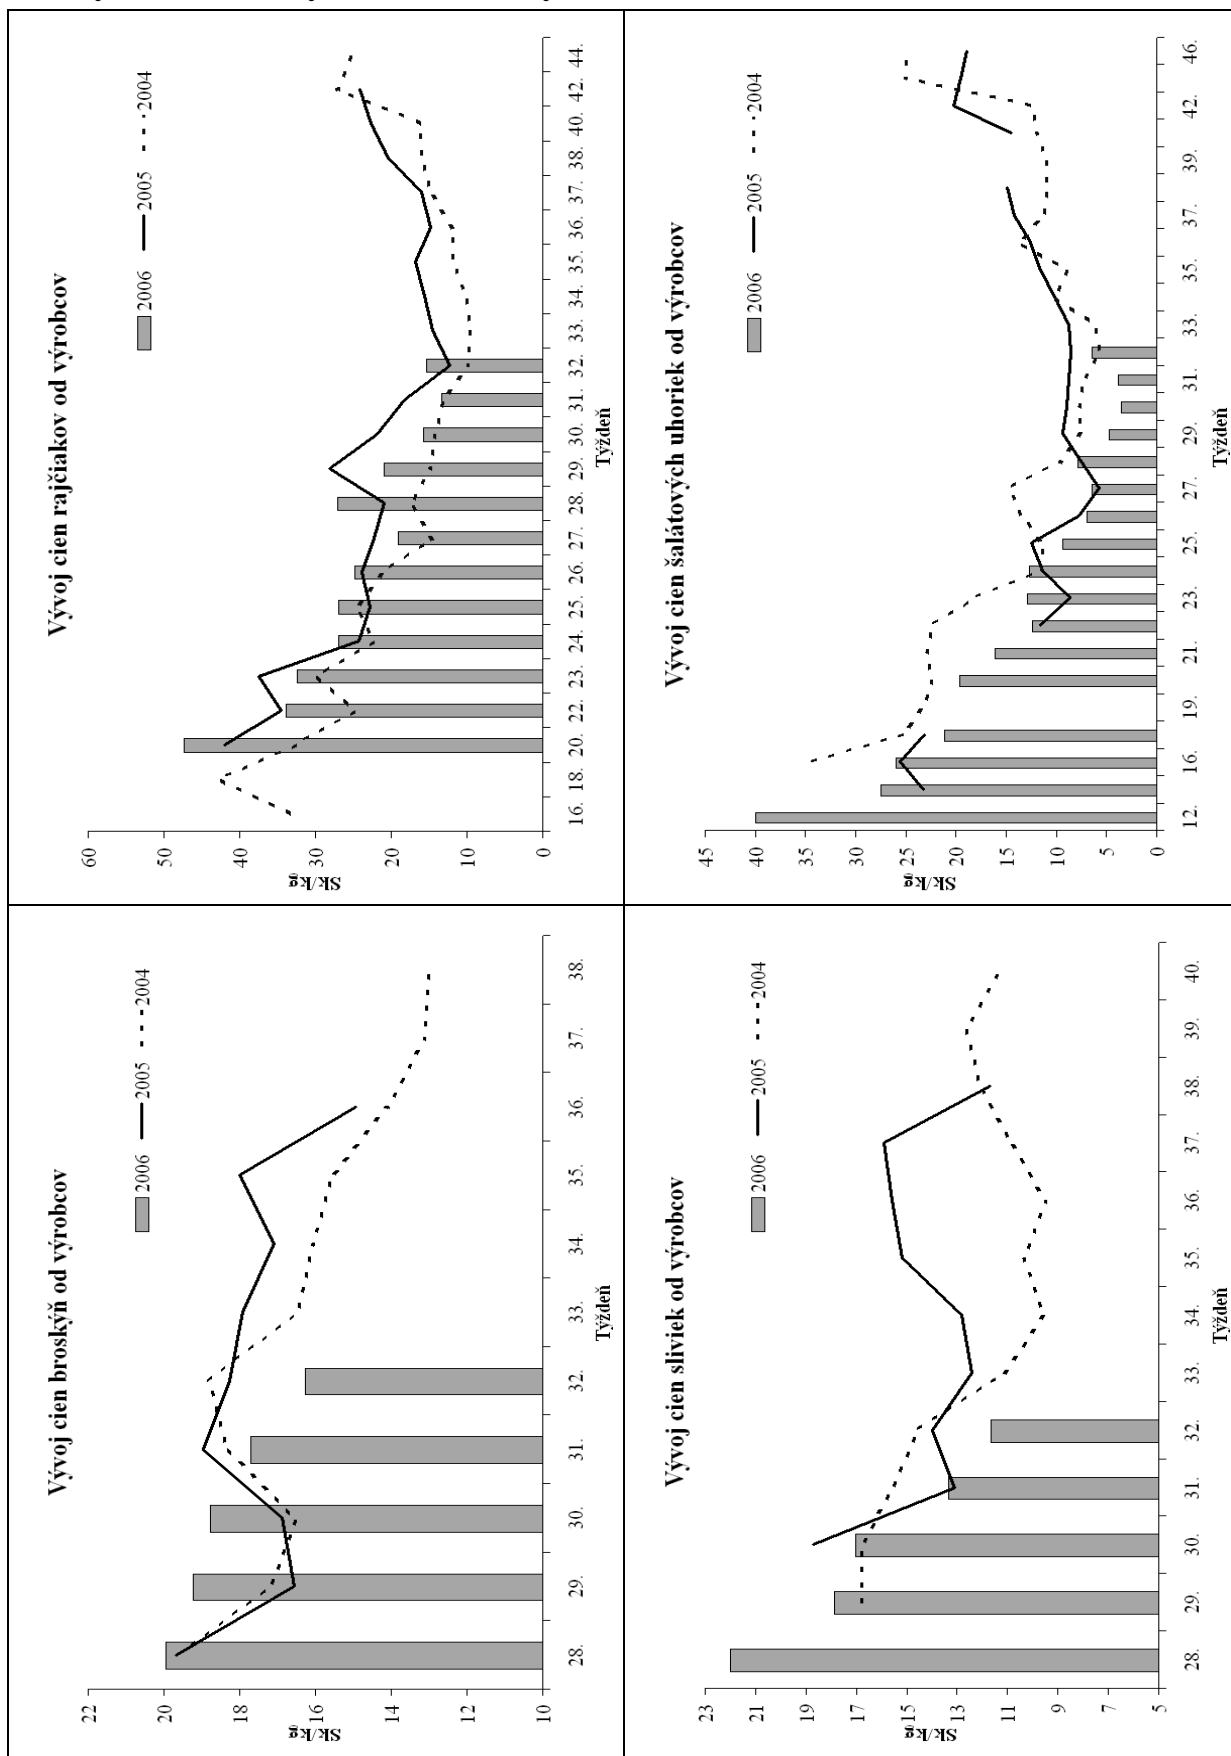 Vývoj cien broskýň od výrobcov
2006 2005 2004
Sk/kg
22
20
18
16
14
12
10
28. 29. 30. 31. 32. 33. 34. 35. 36. 37. 38.
Týždeň
Vývoj cien rajčiakov od výrobcov
2006 2005 2004
Sk/kg
60
50
40
30
20
10
0
16. 18. 20. 22. 23. 24. 25. 26. 27. 28. 29. 30. 31. 32. 33. 34. 35. 36. 37. 38. 40. 42. 44.
Týždeň
Vývoj cien sliviek od výrobcov
2006 2005 2004
Sk/kg
23
21
19
17
15
13
11
9
7
5
28. 29. 30. 31. 32. 33. 34. 35. 36. 37. 38. 39. 40.
Týždeň
Vývoj cien šalátových uhoriek od výrobcov
2006 2005 2004
Sk/kg
45
40
35
30
25
20
15
10
5
0
12. 16. 19. 21. 23. 25. 27. 29. 31. 33. 35. 37. 39. 42. 46.
Týždeň